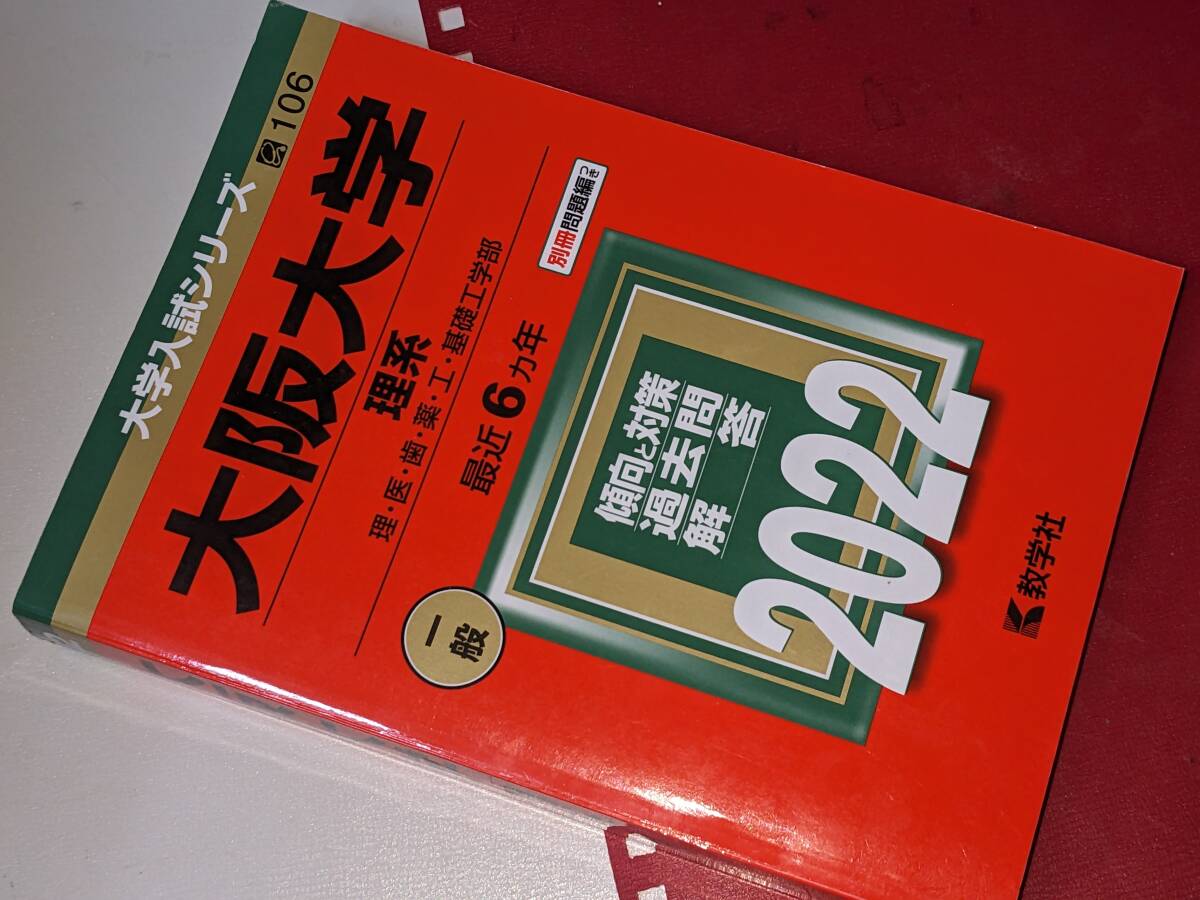 大学入試シリーズ
106
大阪大学
理系
理・医・歯・薬・工・基礎工学部
最近6カ年
別冊問題編つき
一般
傾向と対策
過去問
解答
2022
教学社